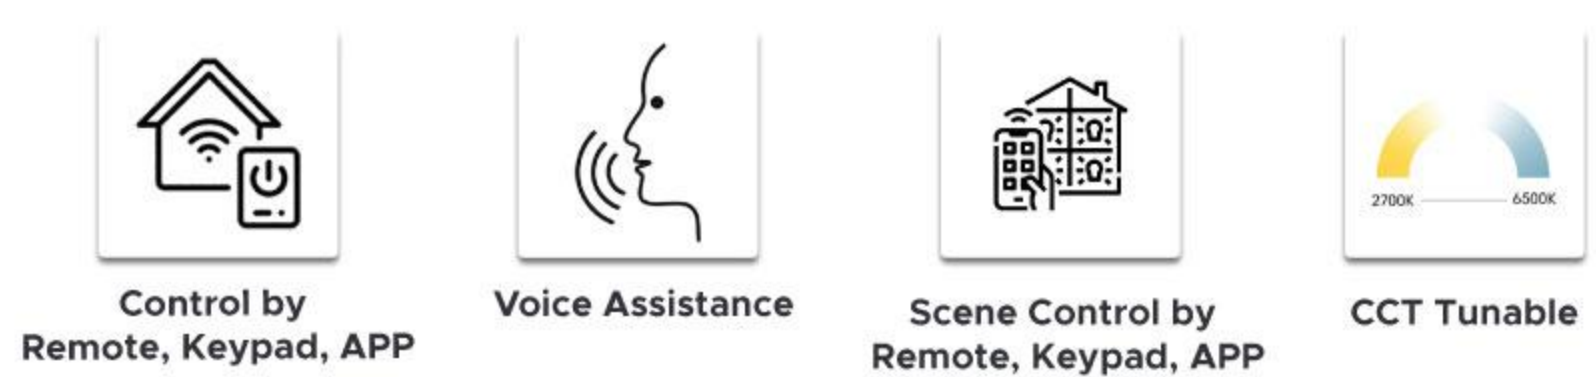 Control by
Remote, Keypad, APP
Voice Assistance
Scene Control by
Remote, Keypad, APP
2700K
6500K
CCT Tunable